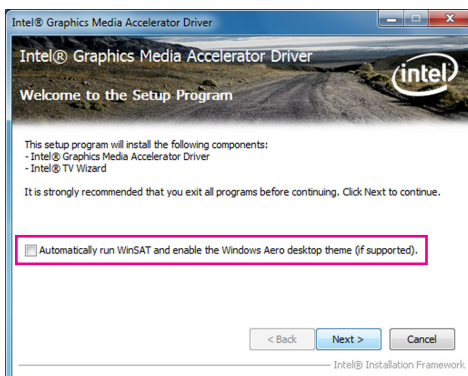 Intel® Graphics Media Accelerator Driver
Intel® Graphics Media Accelerator Driver
intel
Welcome to the Setup Program
This setup program will install the following components:
- Intel® Graphics Media Accelerator Driver
- Intel® TV Wizard
It is strongly recommended that you exit all programs before continuing. Click Next to continue.
Automatically run WinSAT and enable the Windows Aero desktop theme (if supported).
< Back Next > Cancel
Intel® Installation Framework